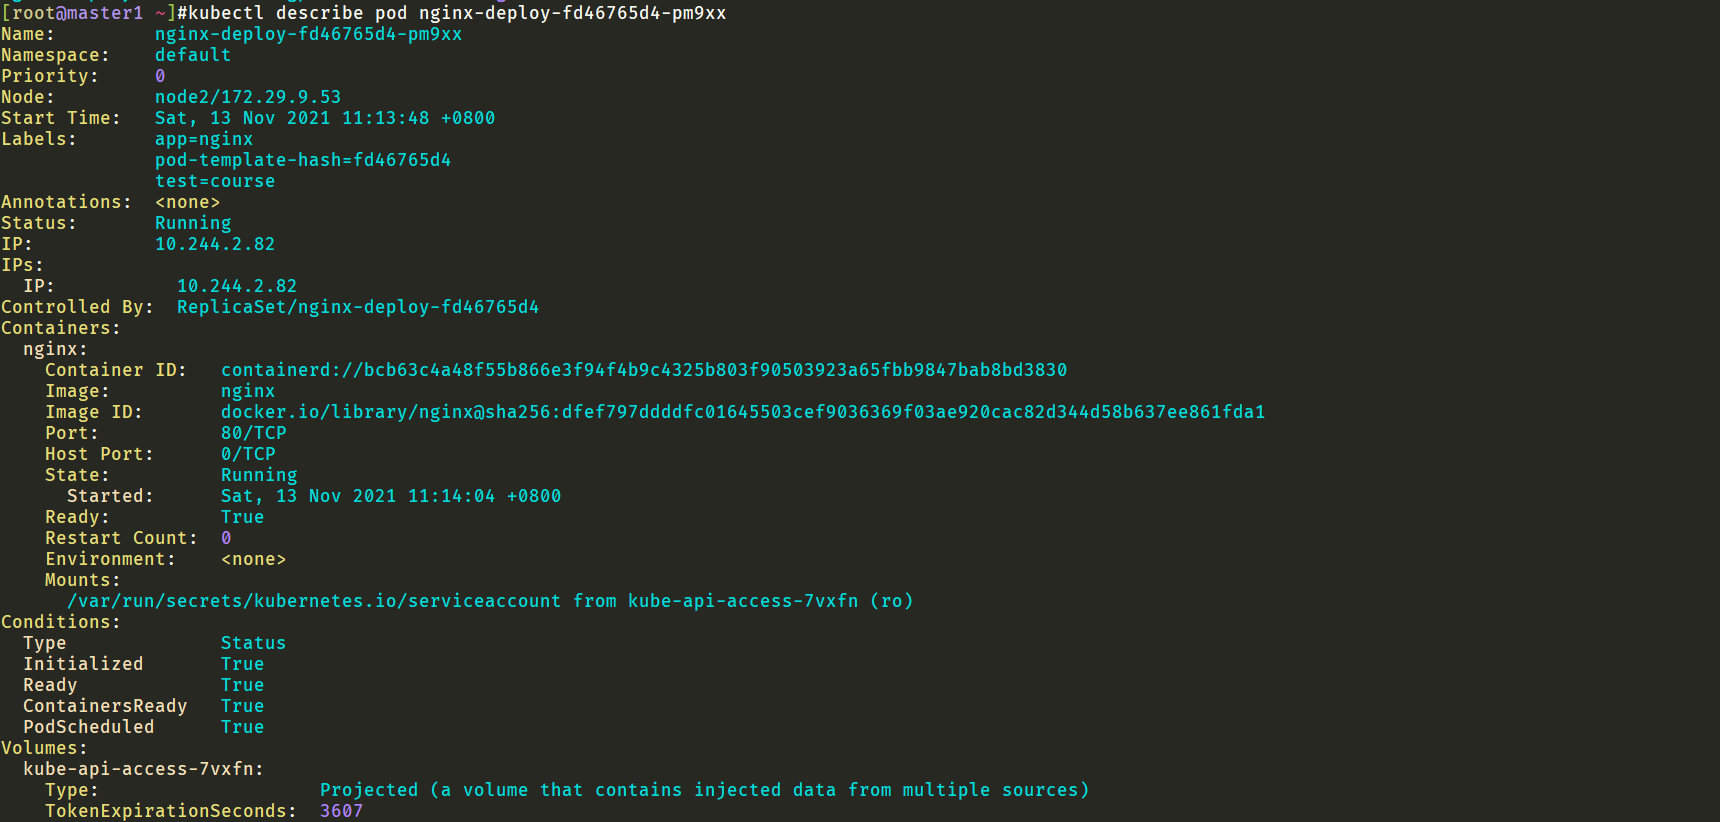 [root@master1 ~]#kubectl describe pod nginx-deploy-fd46765d4-pm9xx
Name:         nginx-deploy-fd46765d4-pm9xx
Namespace:    default
Priority:     0
Node:         node2/172.29.9.53
Start Time:   Sat, 13 Nov 2021 11:13:48 +0800
Labels:       app=nginx
              pod-template-hash=fd46765d4
              test=course
Annotations:  <none>
Status:       Running
IP:           10.244.2.82
IPs:
  IP:           10.244.2.82
Controlled By:  ReplicaSet/nginx-deploy-fd46765d4
Containers:
  nginx:
    Container ID:   containerd://bcb63c4a48f55b866e3f94f4b9c4325b803f90503923a65fbb9847bab8bd3830
    Image:          nginx
    Image ID:       docker.io/library/nginx@sha256:dfef797ddddfc01645503cef9036369f03ae920cac82d344d58b637ee861fda1
    Port:           80/TCP
    Host Port:      0/TCP
    State:          Running
      Started:      Sat, 13 Nov 2021 11:14:04 +0800
    Ready:          True
    Restart Count:  0
    Environment:    <none>
    Mounts:
      /var/run/secrets/kubernetes.io/serviceaccount from kube-api-access-7vxfn (ro)
Conditions:
  Type              Status
  Initialized       True
  Ready             True
  ContainersReady   True
  PodScheduled      True
Volumes:
  kube-api-access-7vxfn:
    Type:                    Projected (a volume that contains injected data from multiple sources)
    TokenExpirationSeconds:  3607